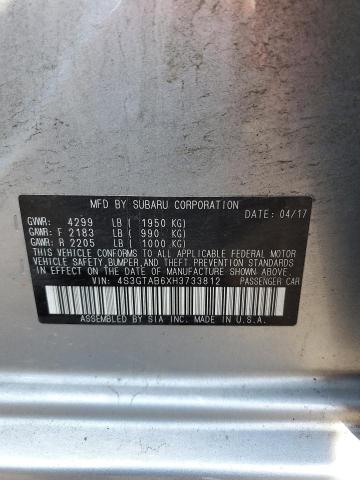 MFD BY SUBARU CORPORATION
GVWR: 4299 LB ( 1950 KG) DATE: 04/17
GAWR: F 2183 LB ( 990 KG)
GAWR: R 2205 LB ( 1000 KG)
THIS VEHICLE CONFORMS TO ALL APPLICABLE FEDERAL MOTOR
VEHICLE SAFETY, BUMPER, AND THEFT PREVENTION STANDARDS
IN EFFECT ON THE DATE OF MANUFACTURE SHOWN ABOVE.
VIN: 4S3GTAB6XH3733812 PASSENGER CAR
ASSEMBLED BY SIA INC. MADE IN U.S.A.